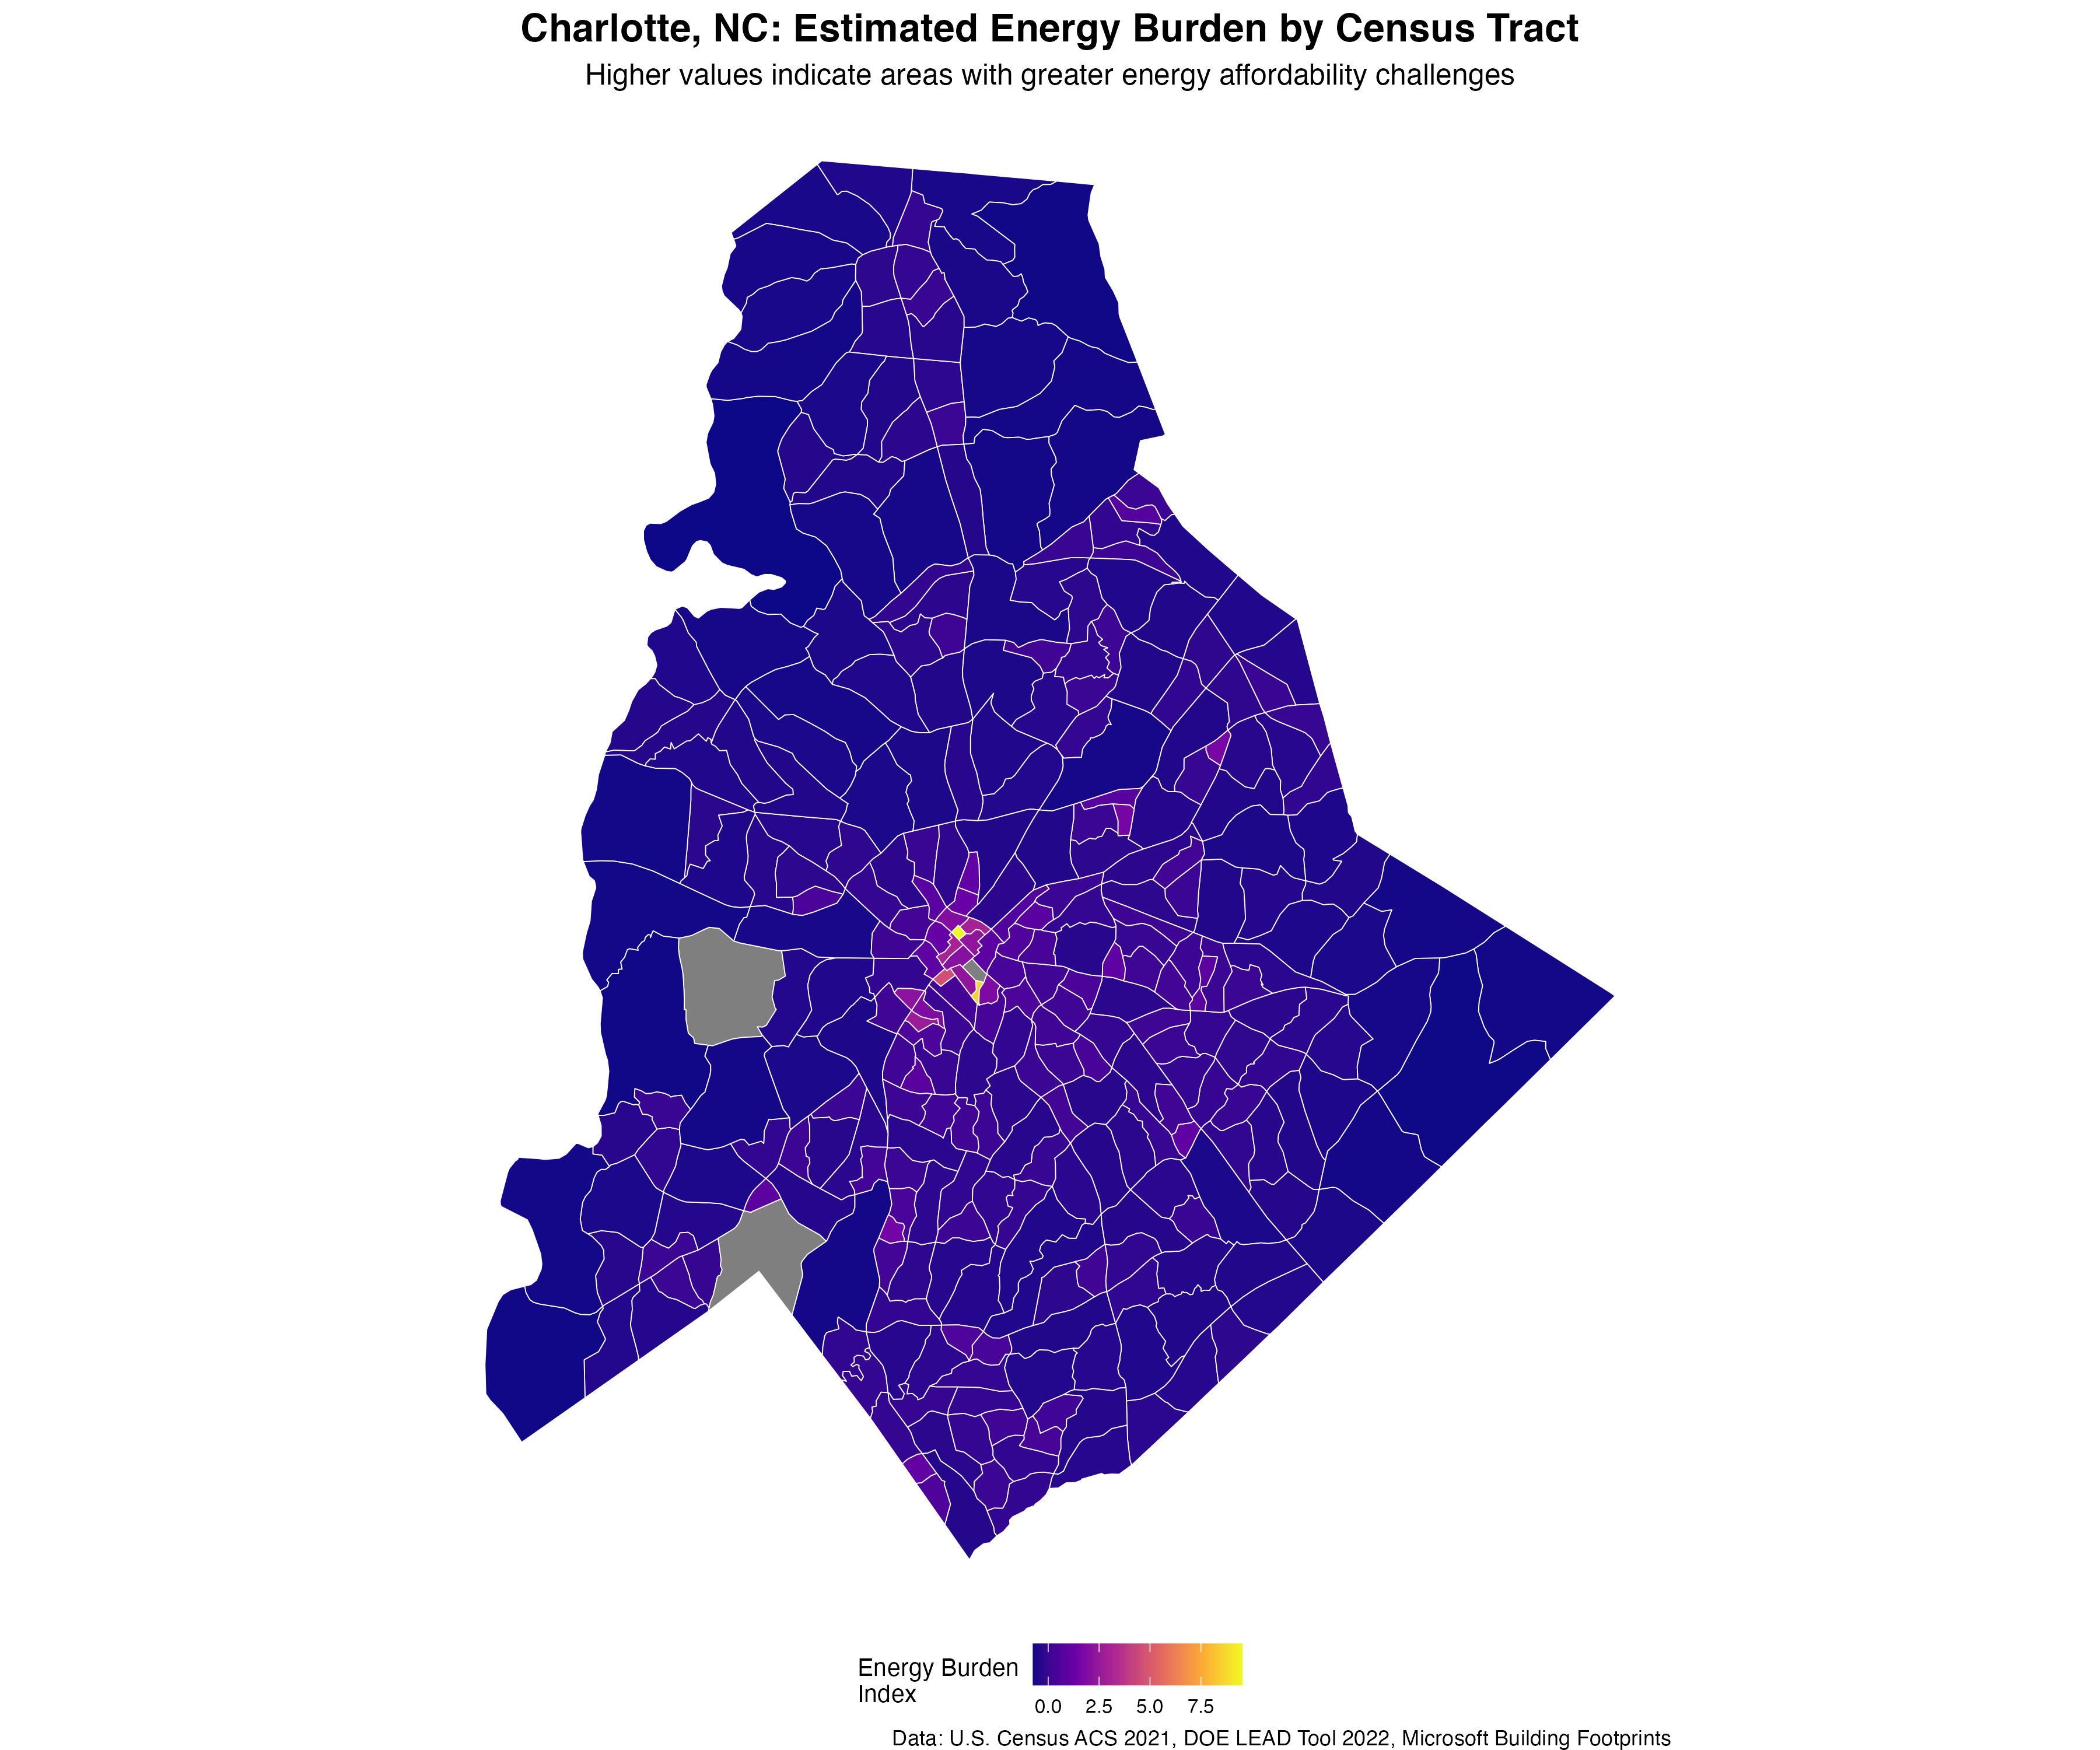 Charlotte, NC: Estimated Energy Burden by Census Tract
Higher values indicate areas with greater energy affordability challenges
Energy Burden
Index
0.0 2.5 5.0 7.5
Data: U.S. Census ACS 2021, DOE LEAD Tool 2022, Microsoft Building Footprints